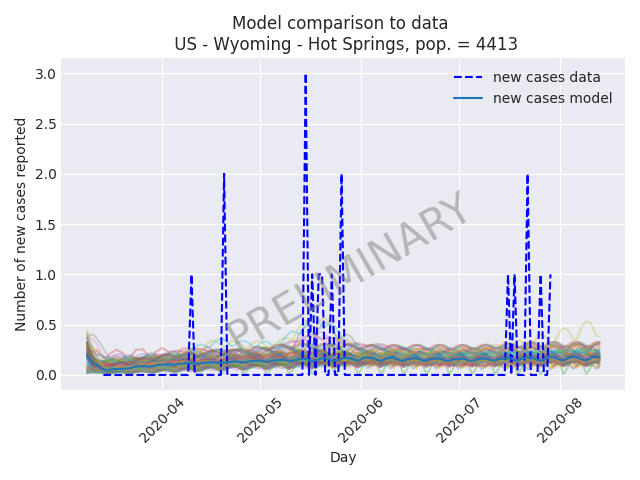 Model comparison to data
US - Wyoming - Hot Springs, pop. = 4413
new cases data
new cases model
Number of new cases reported
3.0
2.5
2.0
1.5
1.0
0.5
0.0
PRELIMINARY
2020-04
2020-05
2020-06
2020-07
2020-08
Day